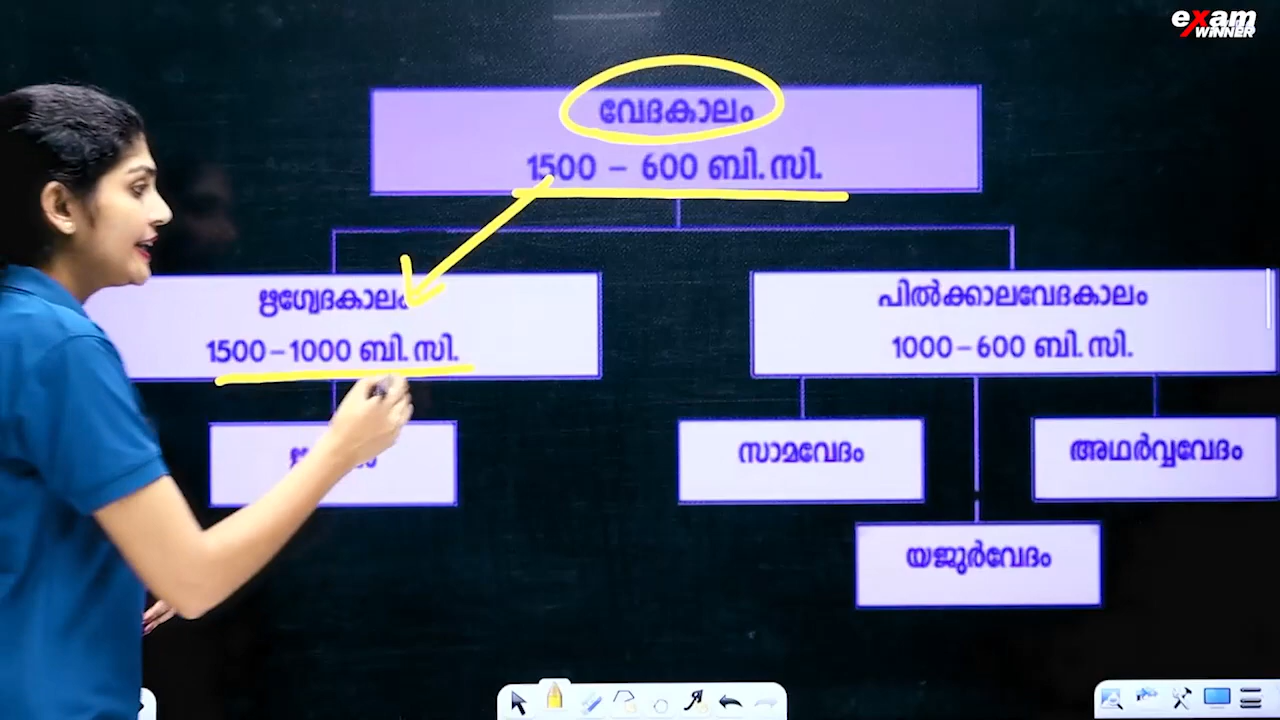 exam
WINNER
വേദകാലം
1500 – 600 ബി.സി.
ഋഗ്വേദകാലം
1500–1000 ബി.സി.
പിൽക്കാലവേദകാലം
1000–600 ബി.സി.
സാമവേദം
അഥർവ്വവേദം
യജുർവേദം